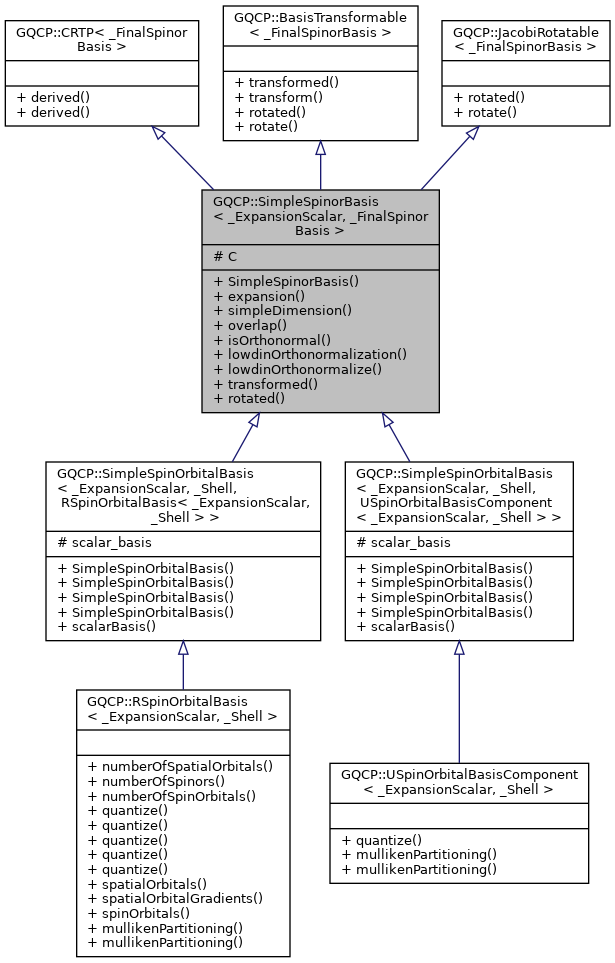 GQCP::CRTP< _FinalSpinor
Basis >
+ derived()
+ derived()
GQCP::BasisTransformable
< _FinalSpinorBasis >
+ transformed()
+ transform()
+ rotated()
+ rotate()
GQCP::JacobiRotatable
< _FinalSpinorBasis >
+ rotated()
+ rotate()
GQCP::SimpleSpinorBasis
< _ExpansionScalar, _FinalSpinor
Basis >
# C
+ SimpleSpinorBasis()
+ expansion()
+ simpleDimension()
+ overlap()
+ isOrthonormal()
+ lowdinOrthonormalization()
+ lowdinOrthonormalize()
+ transformed()
+ rotated()
GQCP::SimpleSpinOrbitalBasis
< _ExpansionScalar, _Shell,
RSpinOrbitalBasis< _ExpansionScalar,
_Shell > >
# scalar_basis
+ SimpleSpinOrbitalBasis()
+ SimpleSpinOrbitalBasis()
+ SimpleSpinOrbitalBasis()
+ SimpleSpinOrbitalBasis()
+ scalarBasis()
GQCP::SimpleSpinOrbitalBasis
< _ExpansionScalar, _Shell,
USpinOrbitalBasisComponent
< _ExpansionScalar, _Shell > >
# scalar_basis
+ SimpleSpinOrbitalBasis()
+ SimpleSpinOrbitalBasis()
+ SimpleSpinOrbitalBasis()
+ SimpleSpinOrbitalBasis()
+ scalarBasis()
GQCP::RSpinOrbitalBasis
< _ExpansionScalar, _Shell >
+ numberOfSpatialOrbitals()
+ numberOfSpinors()
+ numberOfSpinOrbitals()
+ quantize()
+ quantize()
+ quantize()
+ quantize()
+ quantize()
+ spatialOrbitals()
+ spatialOrbitalGradients()
+ spinOrbitals()
+ mullikenPartitioning()
+ mullikenPartitioning()
GQCP::USpinOrbitalBasisComponent
< _ExpansionScalar, _Shell >
+ quantize()
+ mullikenPartitioning()
+ mullikenPartitioning()